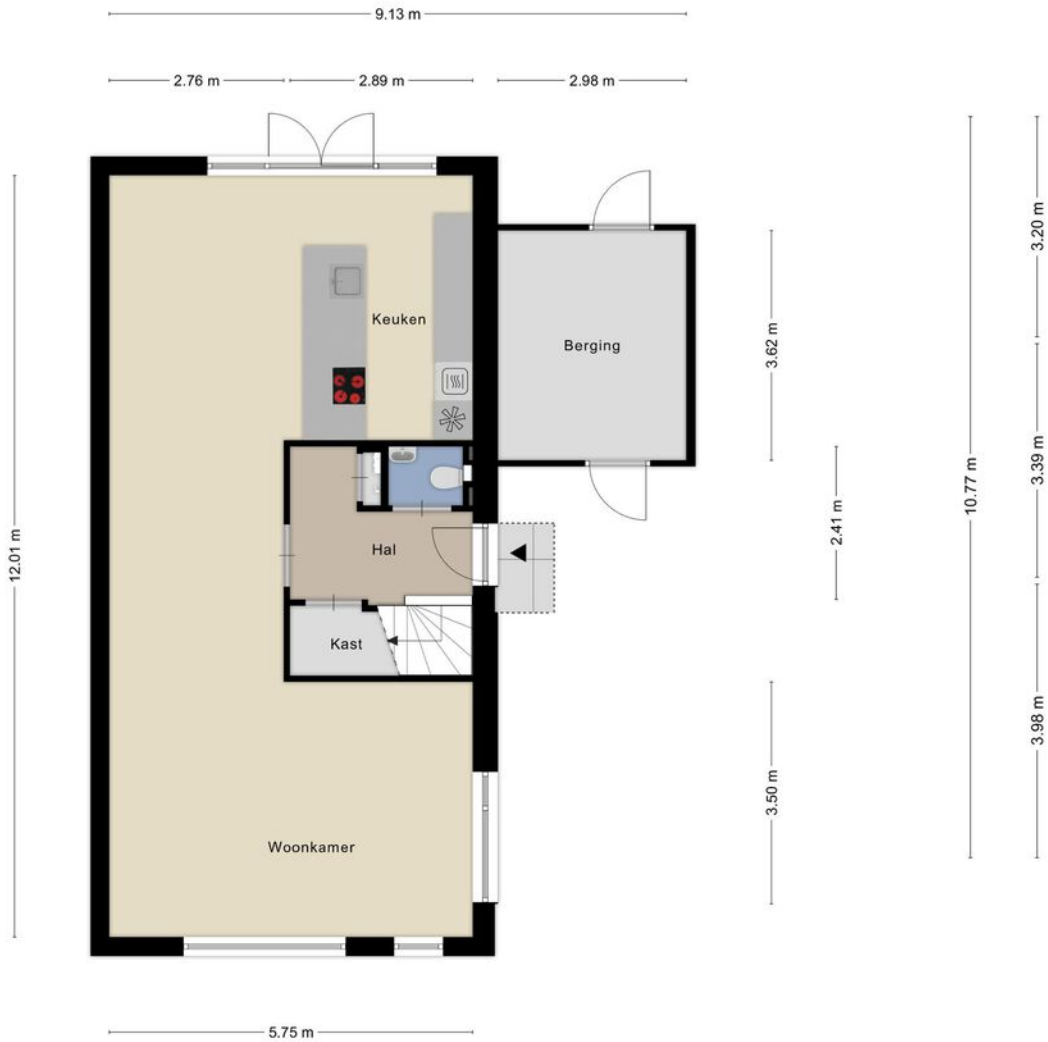 9.13 m
2.76 m
2.89 m
2.98 m
3.20 m
Keuken
3.62 m
Berging
3.39 m
10.77 m
2.41 m
Hal
12.01 m
Kast
3.98 m
3.50 m
Woonkamer
5.75 m